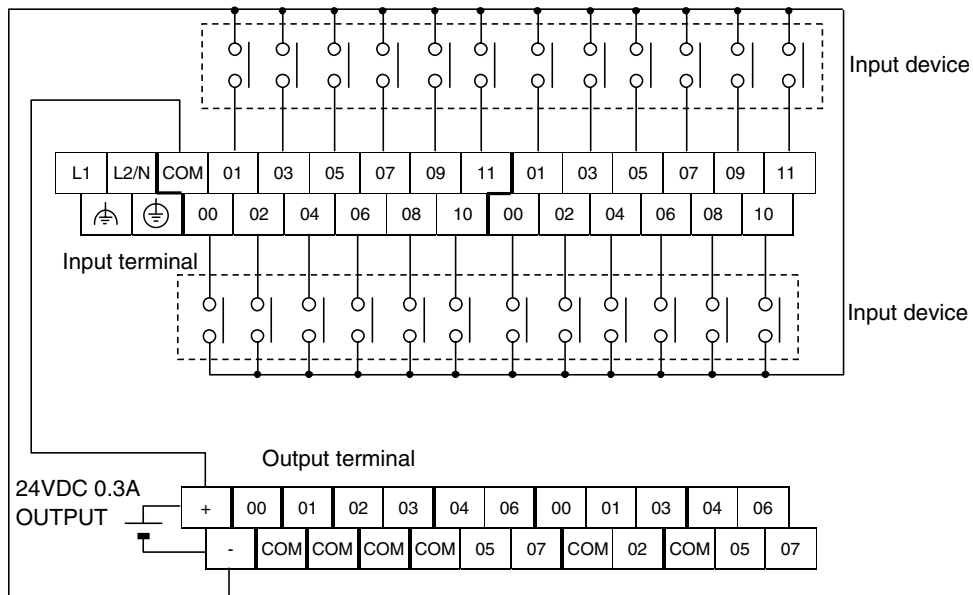 Input device
L1 L2/N COM 01 03 05 07 09 11 01 03 05 07 09 11
00 02 04 06 08 10 00 02 04 06 08 10
Input terminal
Input device
Output terminal
24VDC 0.3A
OUTPUT
+ 00 01 02 03 04 06 00 01 03 04 06
- COM COM COM COM 05 07 COM 02 COM 05 07